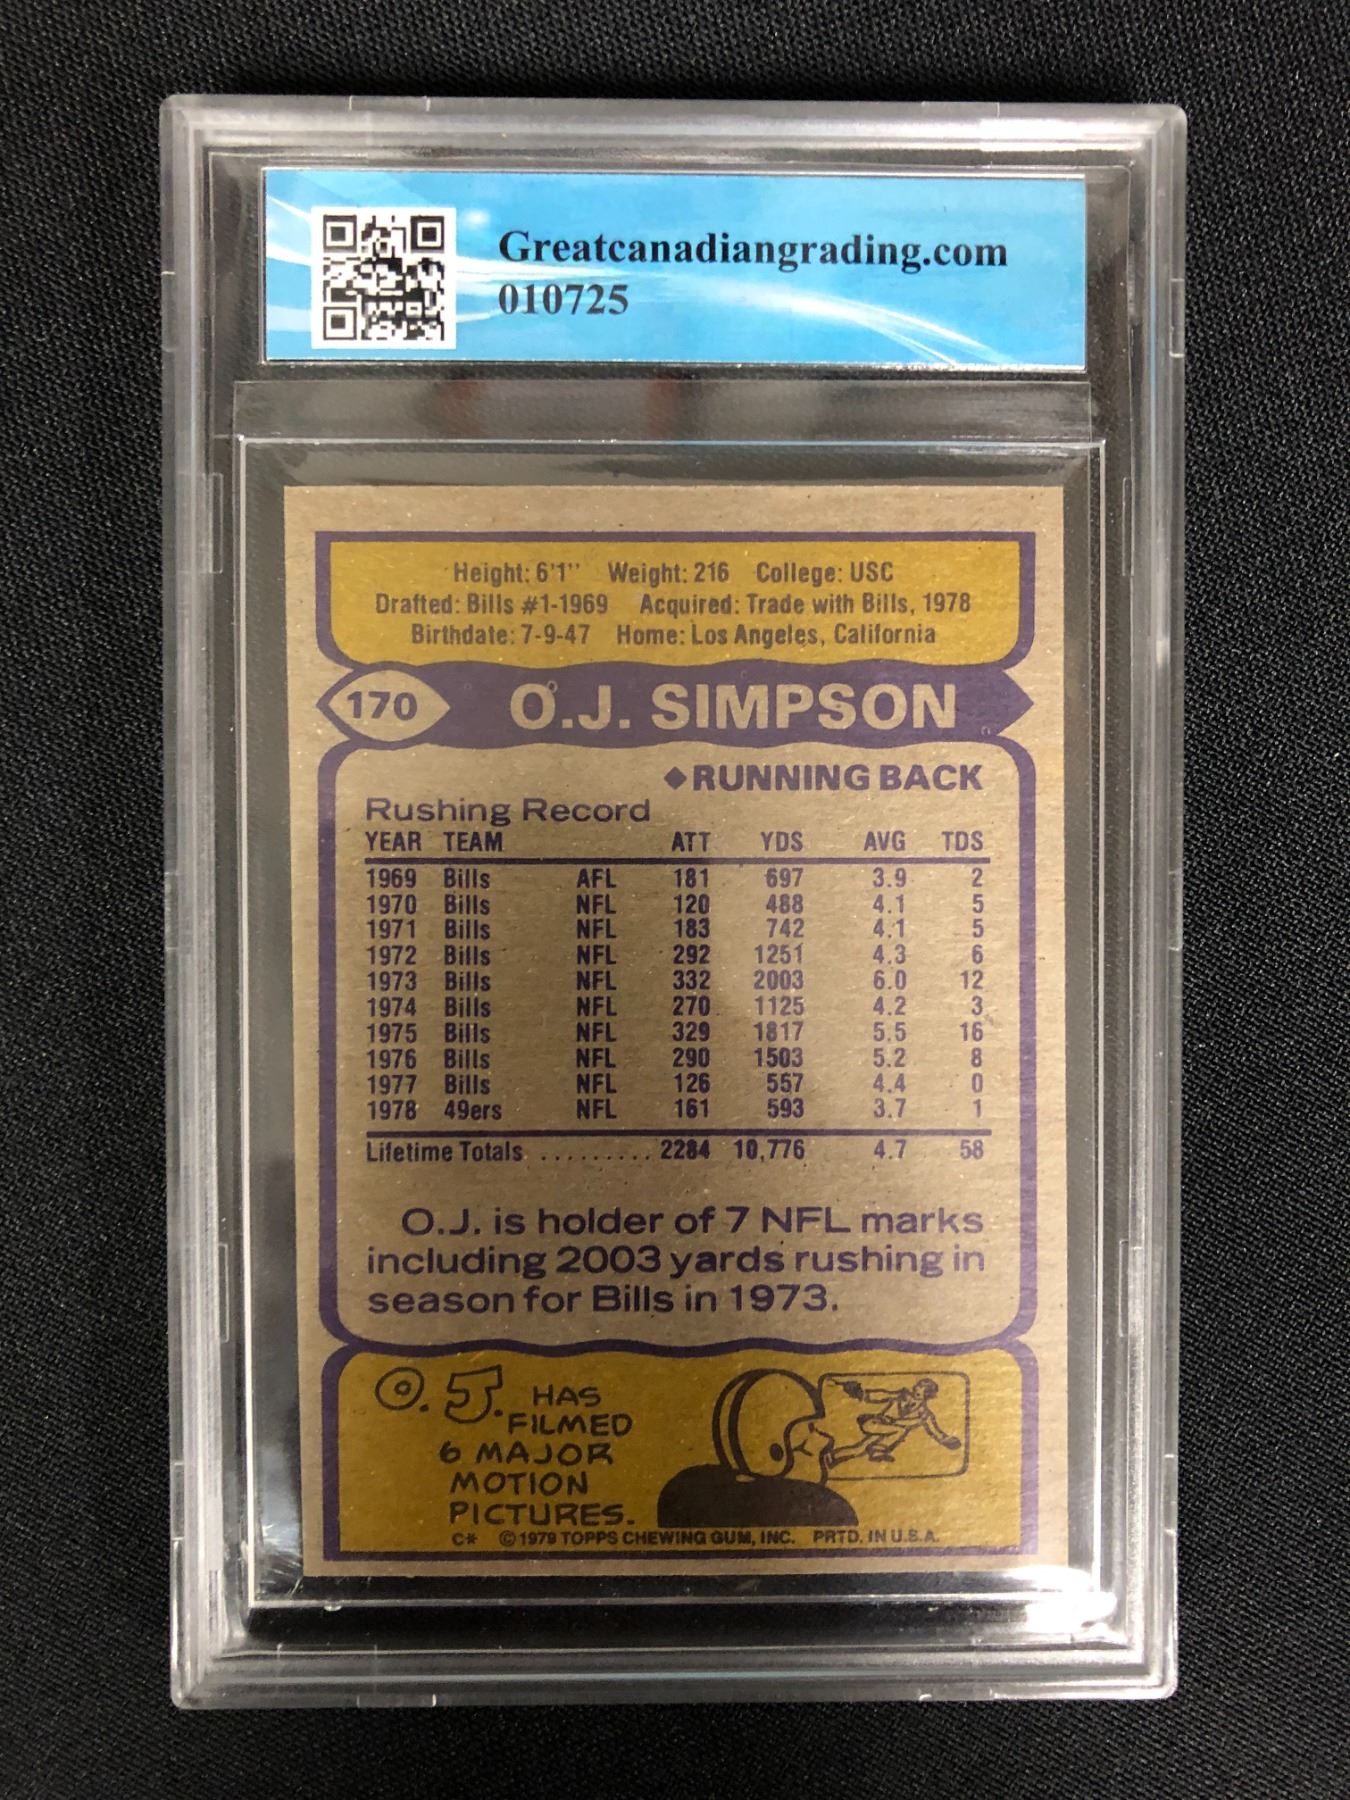 Greatcanadiangrading.com
010725
Height: 6'1'' Weight: 216 College: USC
Drafted: Bills #1-1969 Acquired: Trade with Bills, 1978
Birthdate: 7-9-47 Home: Los Angeles, California
170 O.J. SIMPSON
◆RUNNING BACK
Rushing Record
YEAR TEAM ATT YDS AVG TDS
1969 Bills AFL 181 697 3.9 2
1970 Bills NFL 120 488 4.1 5
1971 Bills NFL 183 742 4.1 5
1972 Bills NFL 292 1251 4.3 6
1973 Bills NFL 332 2003 6.0 12
1974 Bills NFL 270 1125 4.2 3
1975 Bills NFL 329 1817 5.5 16
1976 Bills NFL 290 1503 5.2 8
1977 Bills NFL 126 557 4.4 0
1978 49ers NFL 161 593 3.7 1
Lifetime Totals ......... 2284 10,776 4.7 58
O.J. is holder of 7 NFL marks
including 2003 yards rushing in
season for Bills in 1973.
O.J. HAS
FILMED
6 MAJOR
MOTION
PICTURES.
C* ©1979 TOPPS CHEWING GUM, INC. PRTD. IN U.S.A.